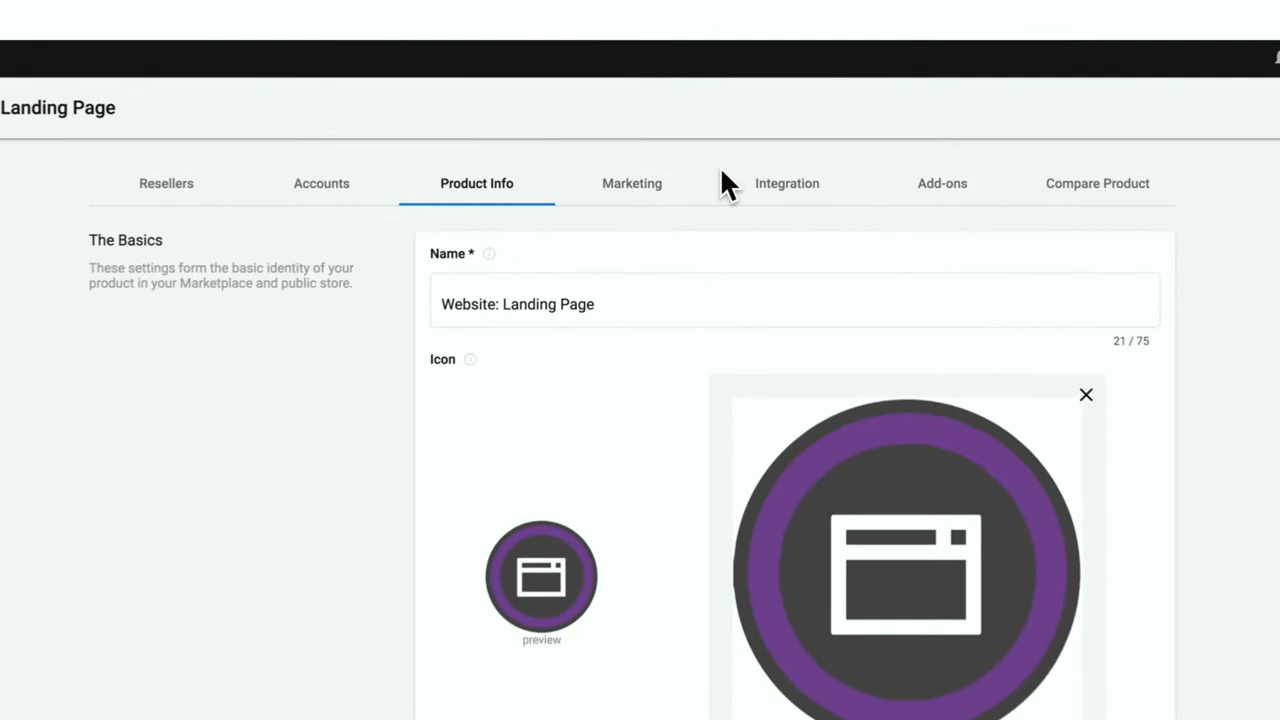 Landing Page
Resellers Accounts Product Info Marketing Integration Add-ons Compare Product
The Basics
These settings form the basic identity of your
product in your Marketplace and public store.
Name *
Website: Landing Page
21 / 75
Icon
preview